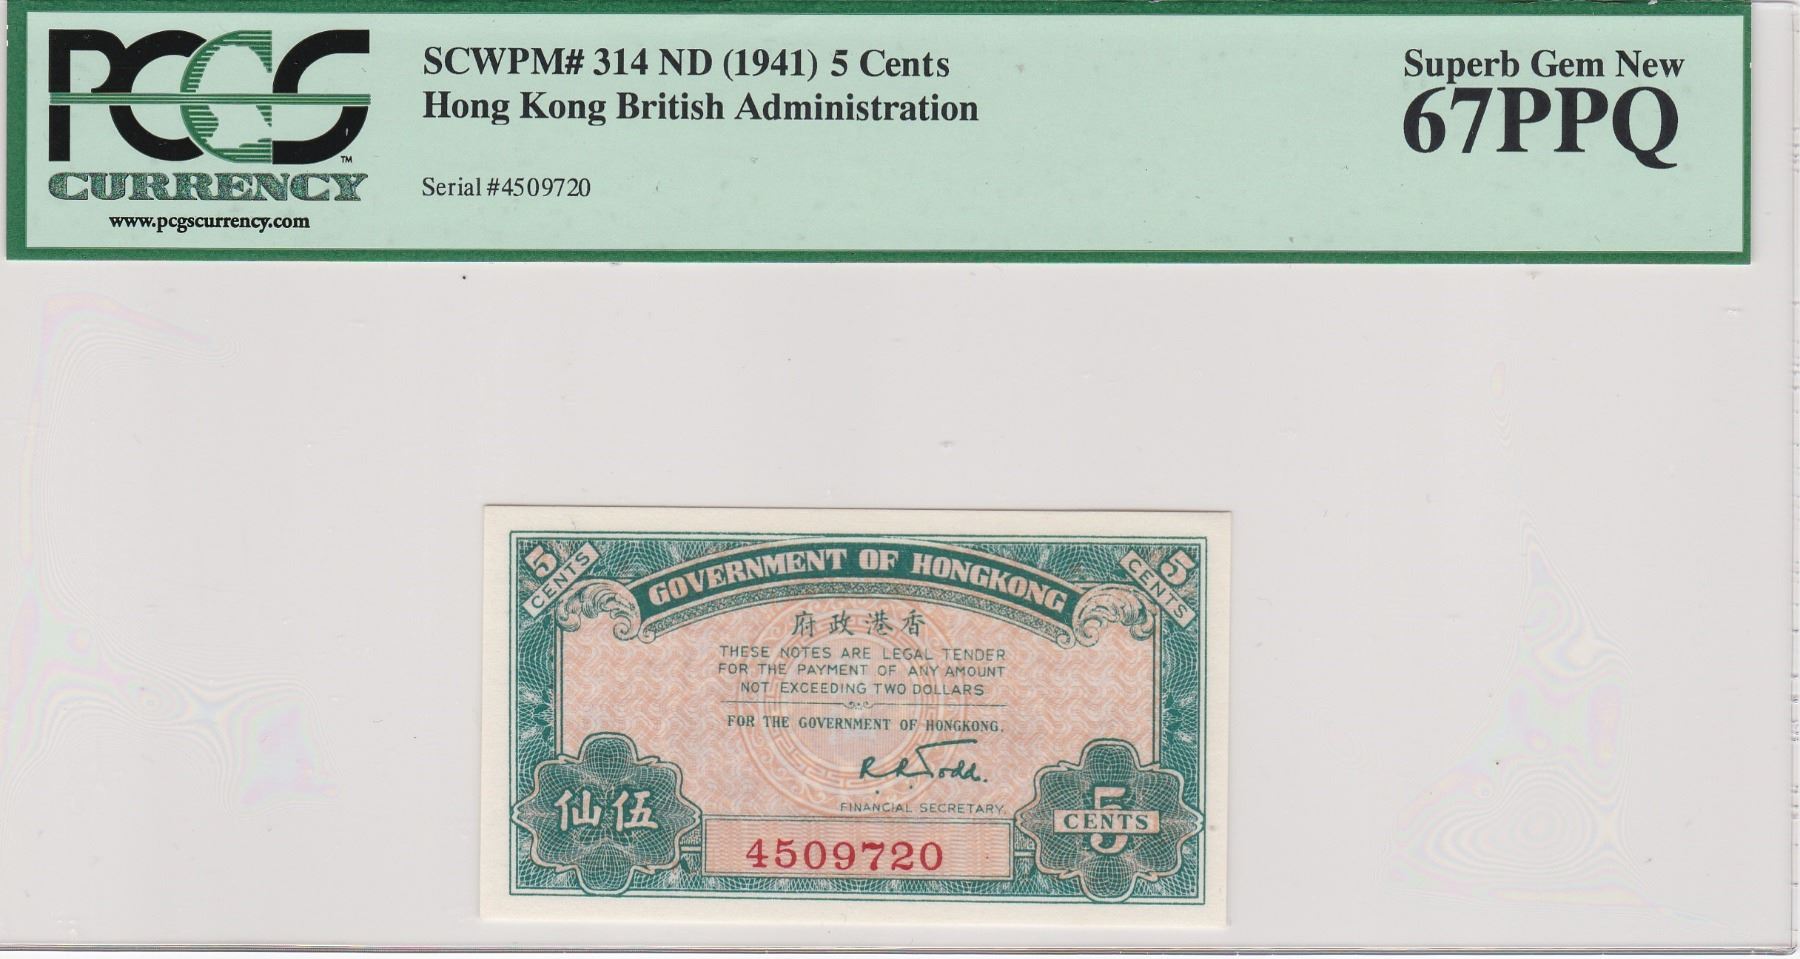 PCGS™
CURRENCY
www.pcgscurrency.com
SCWPM# 314 ND (1941) 5 Cents
Hong Kong British Administration
Serial #4509720
Superb Gem New
67PPQ
5 CENTS
GOVERNMENT OF HONGKONG
5 CENTS
府政港香
THESE NOTES ARE LEGAL TENDER
FOR THE PAYMENT OF ANY AMOUNT
NOT EXCEEDING TWO DOLLARS
FOR THE GOVERNMENT OF HONGKONG.
R R Todd.
FINANCIAL SECRETARY.
仙伍
5 CENTS
4509720